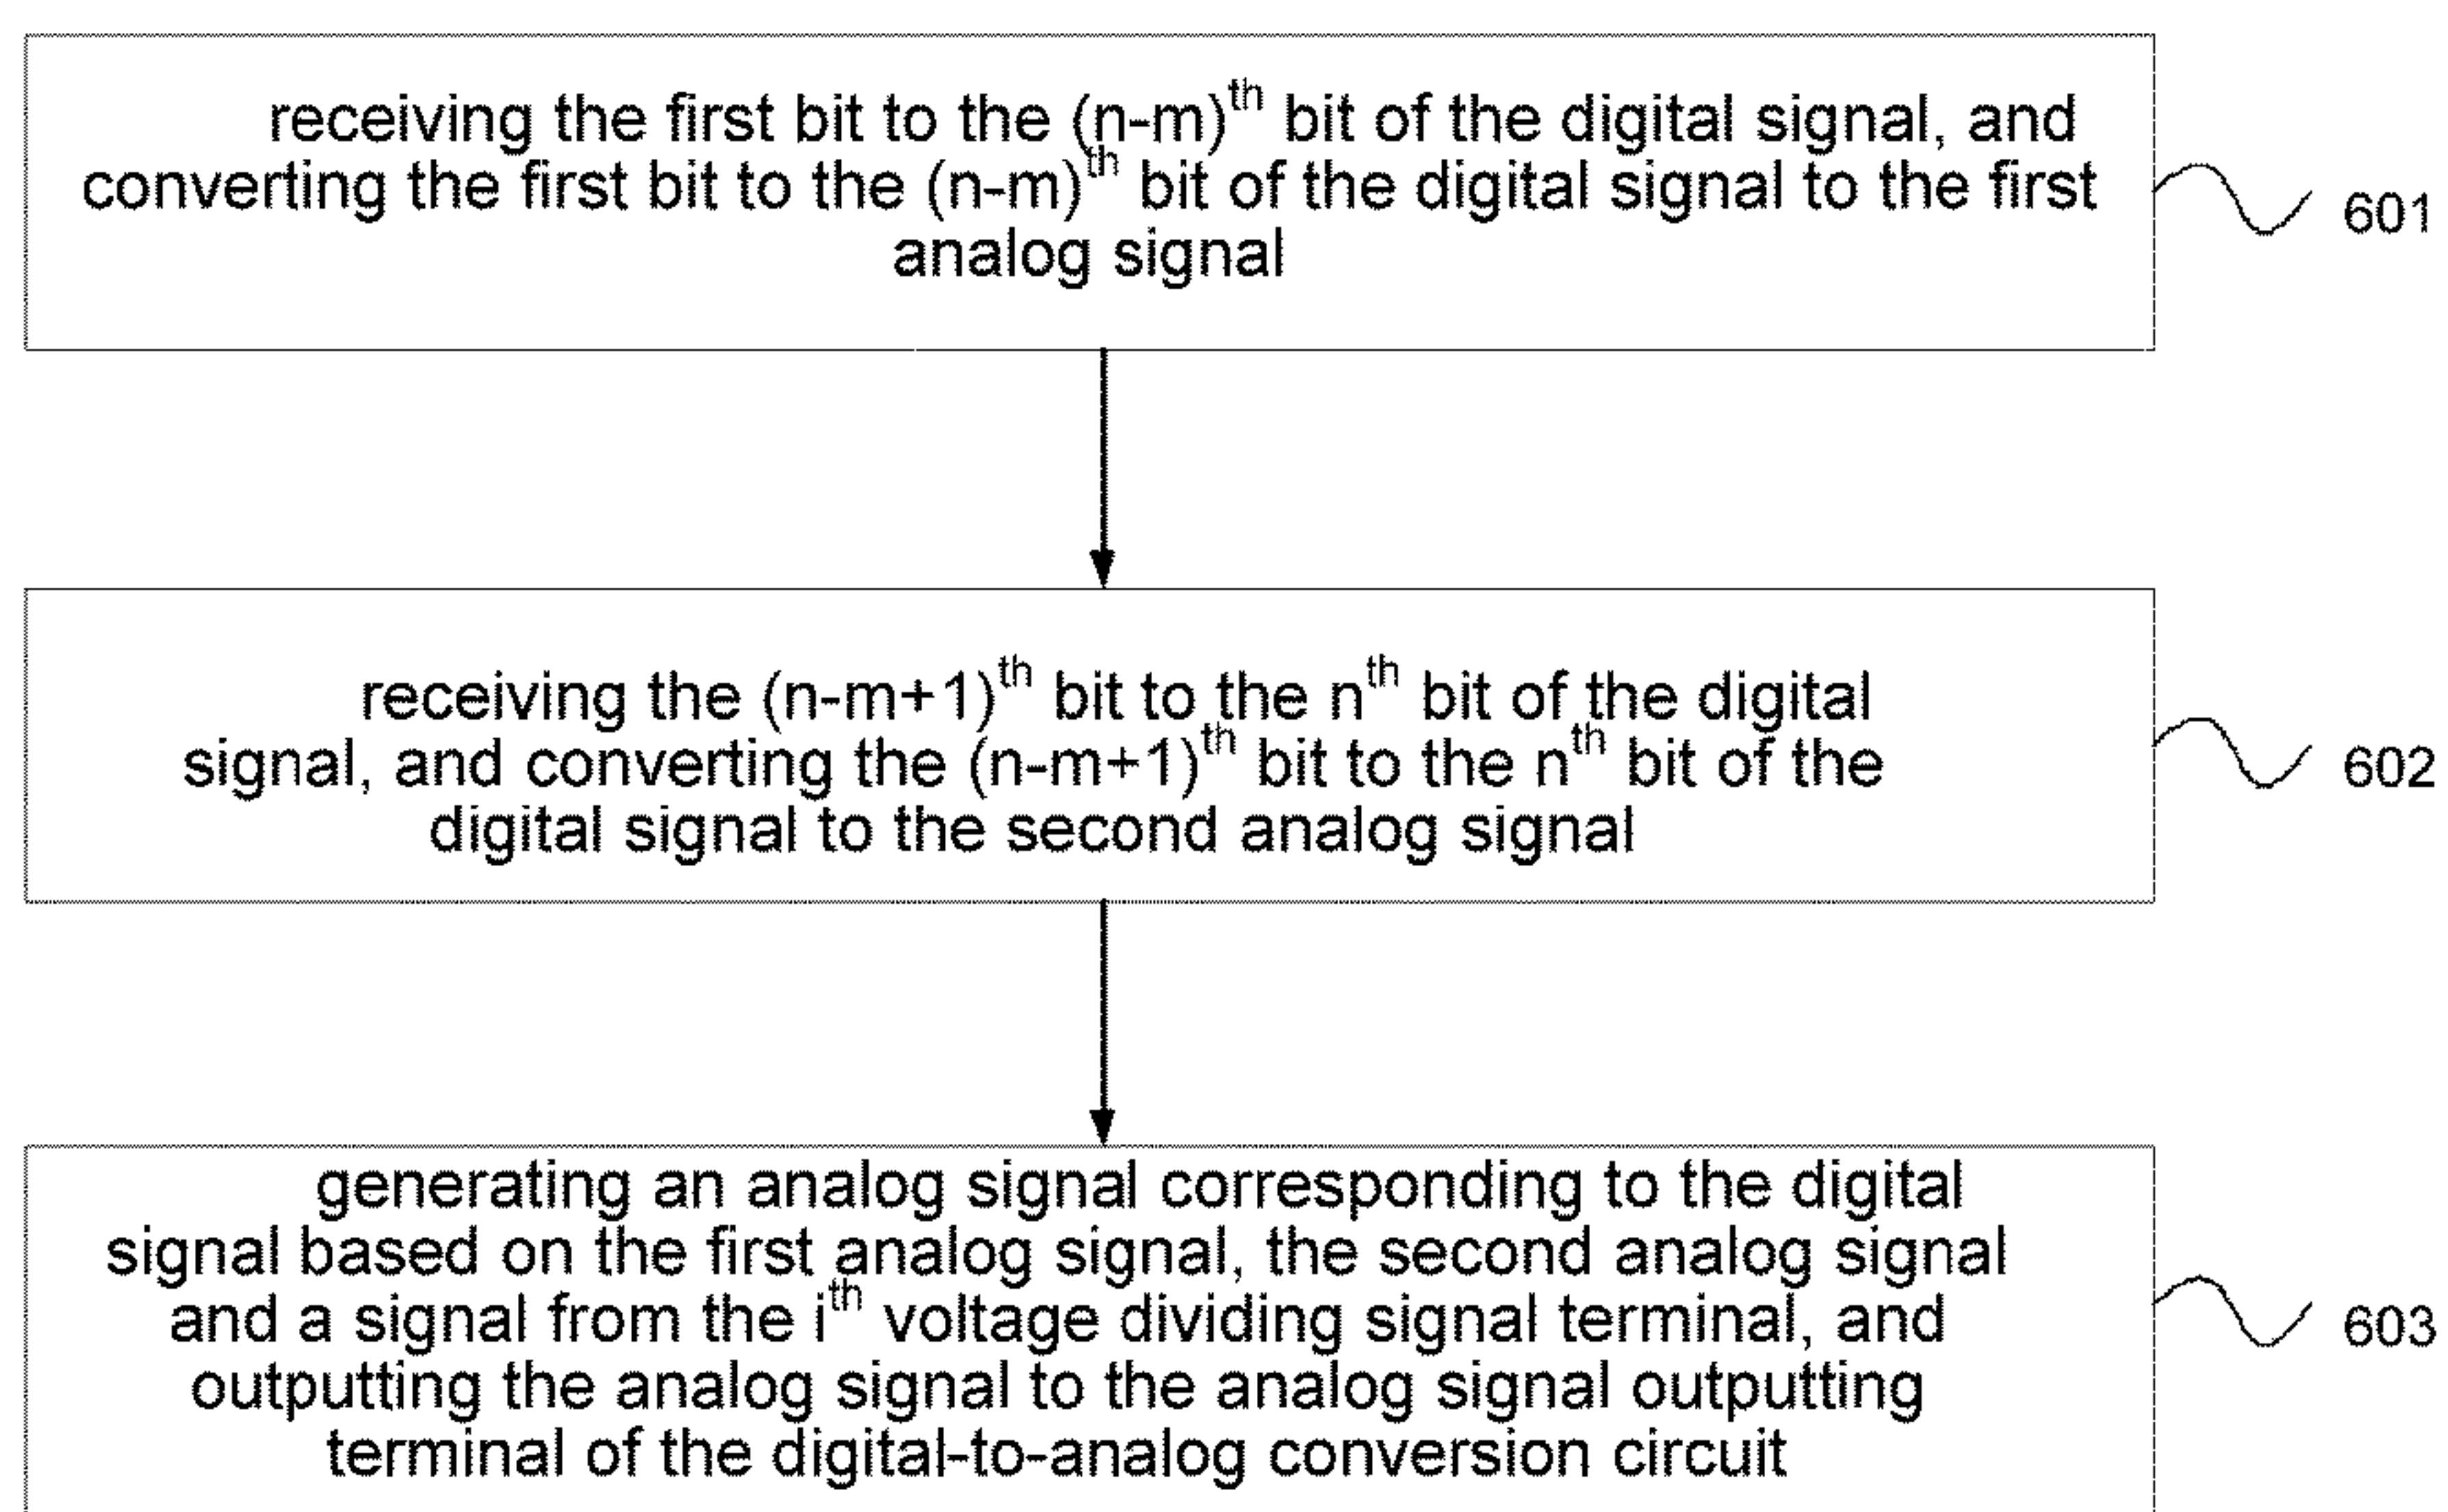 receiving the first bit to the (n-m)th bit of the digital signal, and
converting the first bit to the (n-m)th bit of the digital signal to the first
analog signal
601
receiving the (n-m+1)th bit to the nth bit of the digital
signal, and converting the (n-m+1)th bit to the nth bit of the
digital signal to the second analog signal
602
generating an analog signal corresponding to the digital
signal based on the first analog signal, the second analog signal
and a signal from the ith voltage dividing signal terminal, and
outputting the analog signal to the analog signal outputting
terminal of the digital-to-analog conversion circuit
603